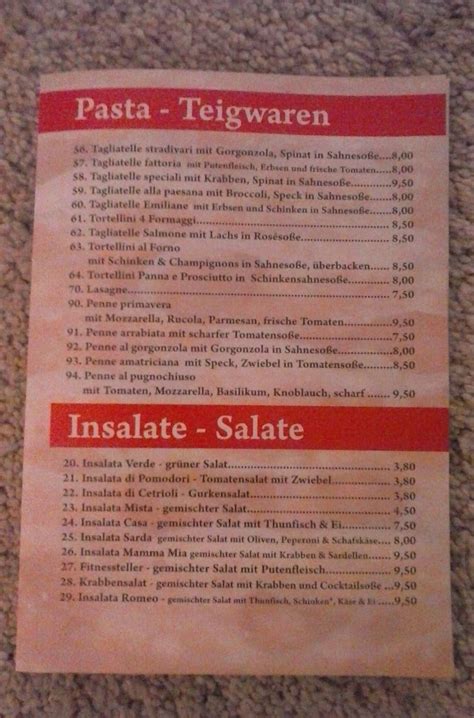 Pasta - Teigwaren
56. Tagliatelle stradivari mit Gorgonzola, Spinat in Sahnesoße....8,00
57. Tagliatelle fattoria mit Putenfleisch, Erbsen und frische Tomaten.....8,00
58. Tagliatelle speciali mit Krabben, Spinat in Sahnesoße............9,50
59. Tagliatelle alla paesana mit Broccoli, Speck in Sahnesoße.......8,00
60. Tagliatelle Emiliane mit Erbsen und Schinken in Sahnesoße.......8,00
61. Tortellini 4 Formaggi..........8,50
62. Tagliatelle Salmone mit Lachs in Rosésoße..........8,50
63. Tortellini al Forno
mit Schinken & Champignons in Sahnesoße, überbacken......8,50
64. Tortellini Panna e Prosciutto in Schinkensahnesoße..........8,00
70. Lasagne..........7,50
90. Penne primavera
mit Morzarella, Rucola, Parmesan, frische Tomaten..........9,50
91. Penne arrabiata mit scharfer Tomatensoße..........7,50
92. Penne al gorgonzola mit Gorgonzola in Sahnesoße..........8,00
93. Penne amatriciana mit Speck, Zwiebel in Tomatensoße..........8,50
94. Penne al pugnochiuso
mit Tomaten, Mozzarella, Basilikum, Knoblauch, scharf ....... 9,50
Insalate - Salate
20. Insalata Verde - grüner Salat.......... 3,80
21. Insalata di Pomodori - Tomatensalat mit Zwiebel.......... 3,80
22. Insalata di Cetrioli - Gurkensalat.......... 3,80
23. Insalata Mista - gemischter Salat.......... 4,50
24. Insalata Casa - gemischter Salat mit Thunfisch & Ei.......... 7,50
25. Insalata Sarda gemischter Salat mit Oliven, Peperoni & Schafskäse..... 8,00
26. Insalata Mamma Mia gemischter Salat mit Krabben & Sardellen..... 9,50
27. Fitnessteller - gemischter Salat mit Putenfleisch.......... 9,50
28. Krabbensalat - gemischter Salat mit Krabben und Cocktailsoße ... 9,50
29. Insalata Romeo - gemischter Salat mit Thunfisch, Schinken*, Käse & Ei .....9,50